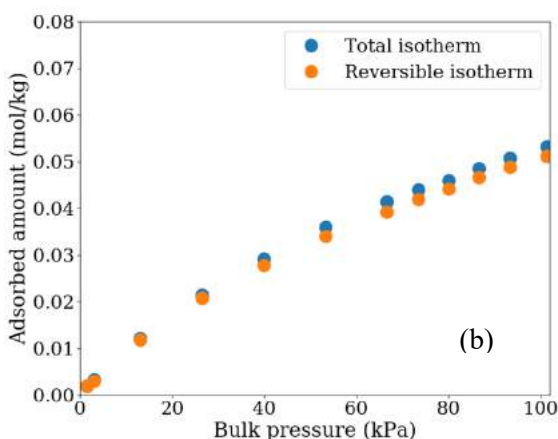 0.08
0.07
0.06
0.05
0.04
0.03
0.02
0.01
0.00
Adsorbed amount (mol/kg)
Total isotherm
Reversible isotherm
(b)
0 20 40 60 80 100
Bulk pressure (kPa)